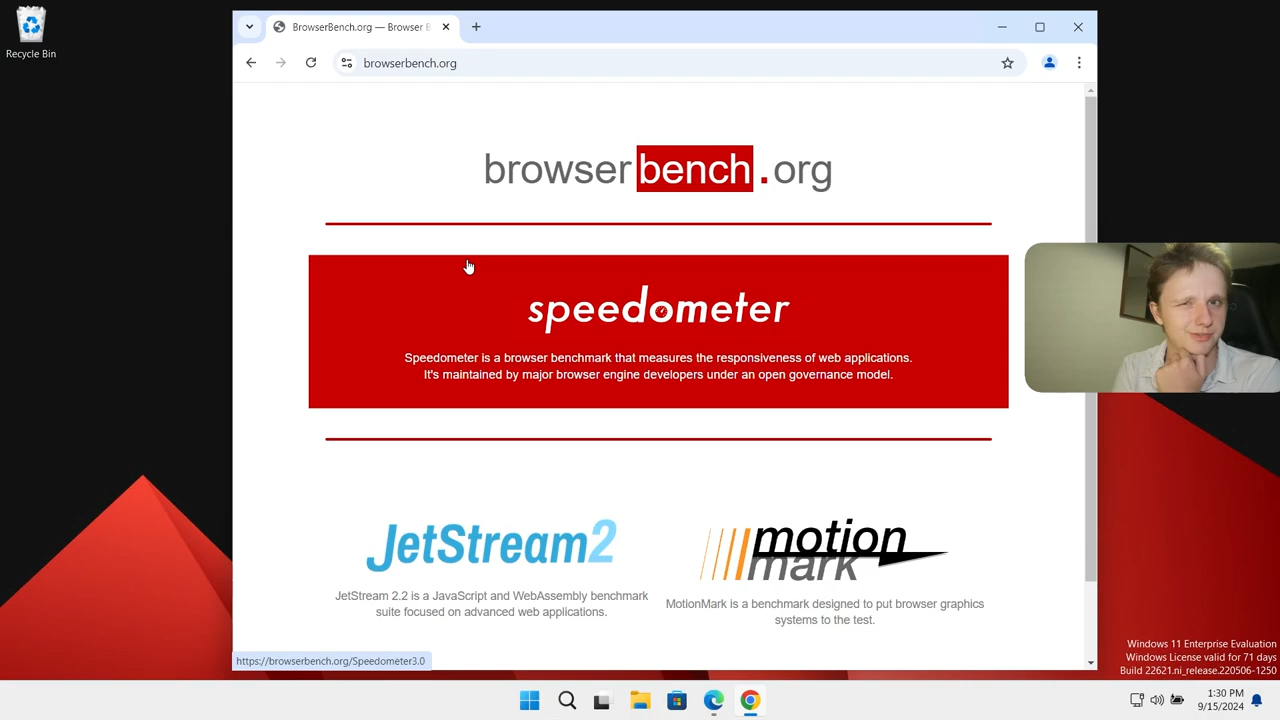 Recycle Bin
BrowserBench.org — Browser B
browserbench.org
browserbench.org
speedometer
Speedometer is a browser benchmark that measures the responsiveness of web applications.
It's maintained by major browser engine developers under an open governance model.
JetStream2
JetStream 2.2 is a JavaScript and WebAssembly benchmark
suite focused on advanced web applications.
motion
mark
MotionMark is a benchmark designed to put browser graphics
systems to the test.
https://browserbench.org/Speedometer3.0
Windows 11 Enterprise Evaluation
Windows License valid for 71 days
Build 22621.ni_release.220506-1250
1:30 PM
9/15/2024